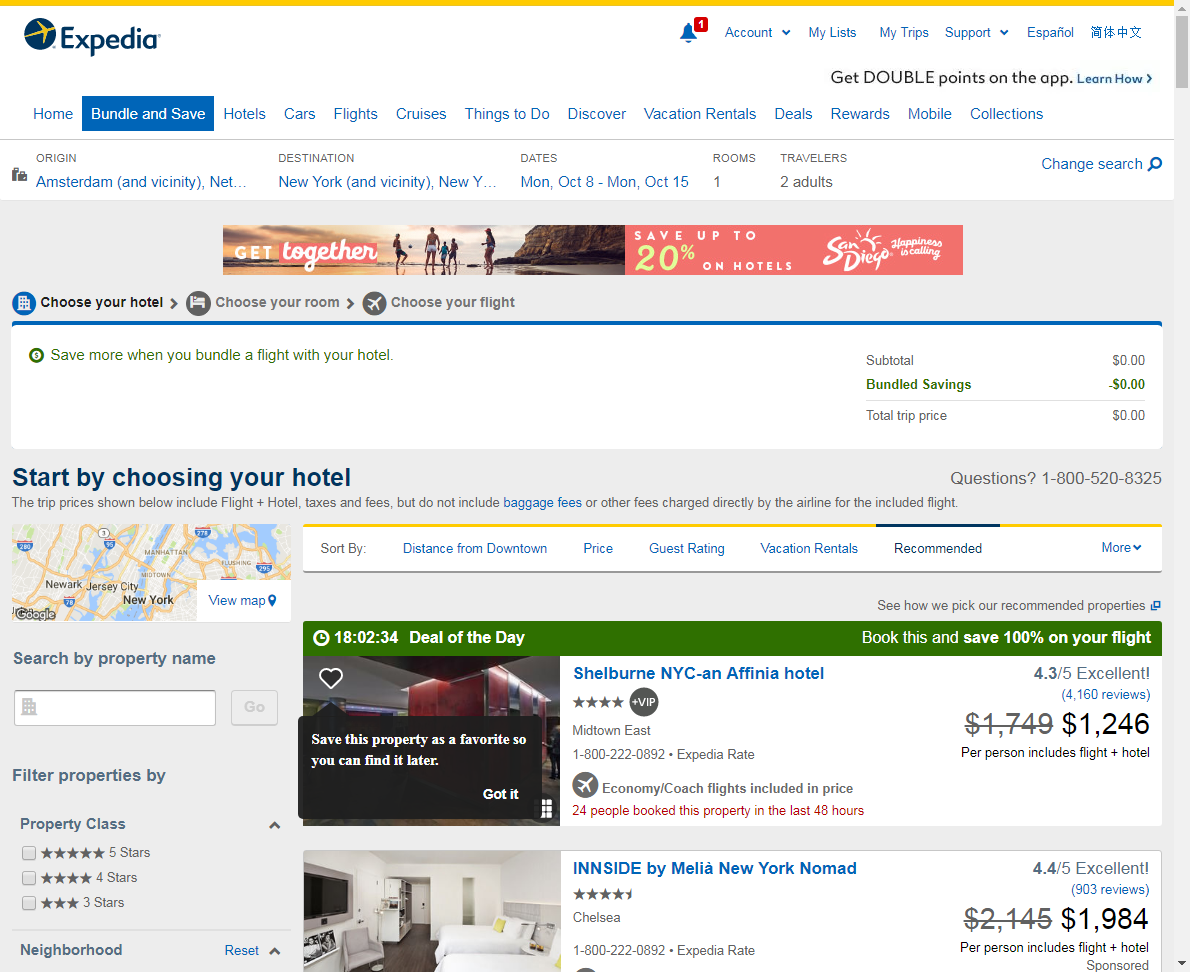 Expedia
1
Account
My Lists
My Trips
Support
Español
简体中文
Get DOUBLE points on the app. Learn How
Home
Bundle and Save
Hotels
Cars
Flights
Cruises
Things to Do
Discover
Vacation Rentals
Deals
Rewards
Mobile
Collections
ORIGIN
Amsterdam (and vicinity), Net...
DESTINATION
New York (and vicinity), New Y...
DATES
Mon, Oct 8 - Mon, Oct 15
ROOMS
1
TRAVELERS
2 adults
Change search
GET together
SAVE UP TO
20% ON HOTELS
San Diego
Happiness is calling
Choose your hotel
Choose your room
Choose your flight
Save more when you bundle a flight with your hotel.
Subtotal $0.00
Bundled Savings -$0.00
Total trip price $0.00
Start by choosing your hotel
Questions? 1-800-520-8325
The trip prices shown below include Flight + Hotel, taxes and fees, but do not include baggage fees or other fees charged directly by the airline for the included flight.
280
3
95
278
MANHATTAN
FLUSHING
MIDTOWN
295
Newark
Jersey City
New York
78
Google
View map
Sort By:
Distance from Downtown
Price
Guest Rating
Vacation Rentals
Recommended
More
See how we pick our recommended properties
Search by property name
Go
Filter properties by
Property Class
5 Stars
4 Stars
3 Stars
Neighborhood
Reset
18:02:34 Deal of the Day
Book this and save 100% on your flight
Save this property as a favorite so
you can find it later.
Got it
Shelburne NYC-an Affinia hotel
+VIP
Midtown East
1-800-222-0892 • Expedia Rate
Economy/Coach flights included in price
24 people booked this property in the last 48 hours
4.3/5 Excellent!
(4,160 reviews)
$1,749 $1,246
Per person includes flight + hotel
INNSIDE by Melià New York Nomad
Chelsea
1-800-222-0892 • Expedia Rate
4.4/5 Excellent!
(903 reviews)
$2,145 $1,984
Per person includes flight + hotel
Sponsored